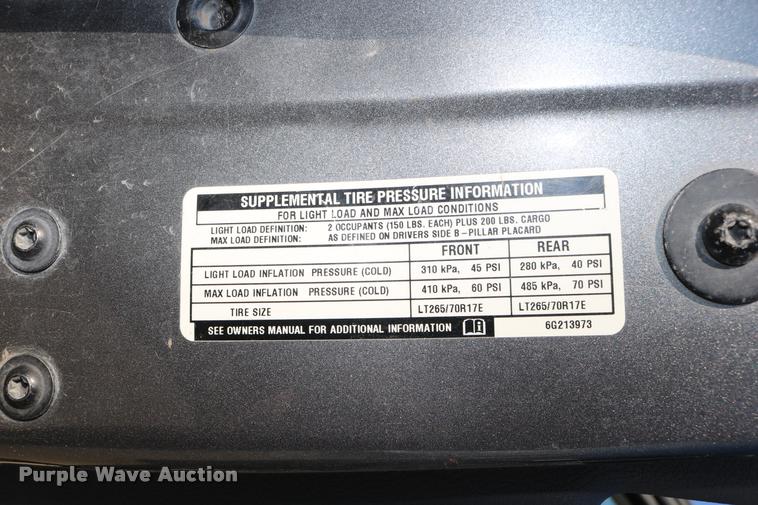 SUPPLEMENTAL TIRE PRESSURE INFORMATION
FOR LIGHT LOAD AND MAX LOAD CONDITIONS
LIGHT LOAD DEFINITION: 2 OCCUPANTS (150 LBS. EACH) PLUS 200 LBS. CARGO
MAX LOAD DEFINITION: AS DEFINED ON DRIVERS SIDE B-PILLAR PLACARD
FRONT REAR
LIGHT LOAD INFLATION PRESSURE (COLD) 310 kPa, 45 PSI 280 kPa, 40 PSI
MAX LOAD INFLATION PRESSURE (COLD) 410 kPa, 60 PSI 485 kPa, 70 PSI
TIRE SIZE LT265/70R17E LT265/70R17E
SEE OWNERS MANUAL FOR ADDITIONAL INFORMATION 6G213973
Purple Wave Auction